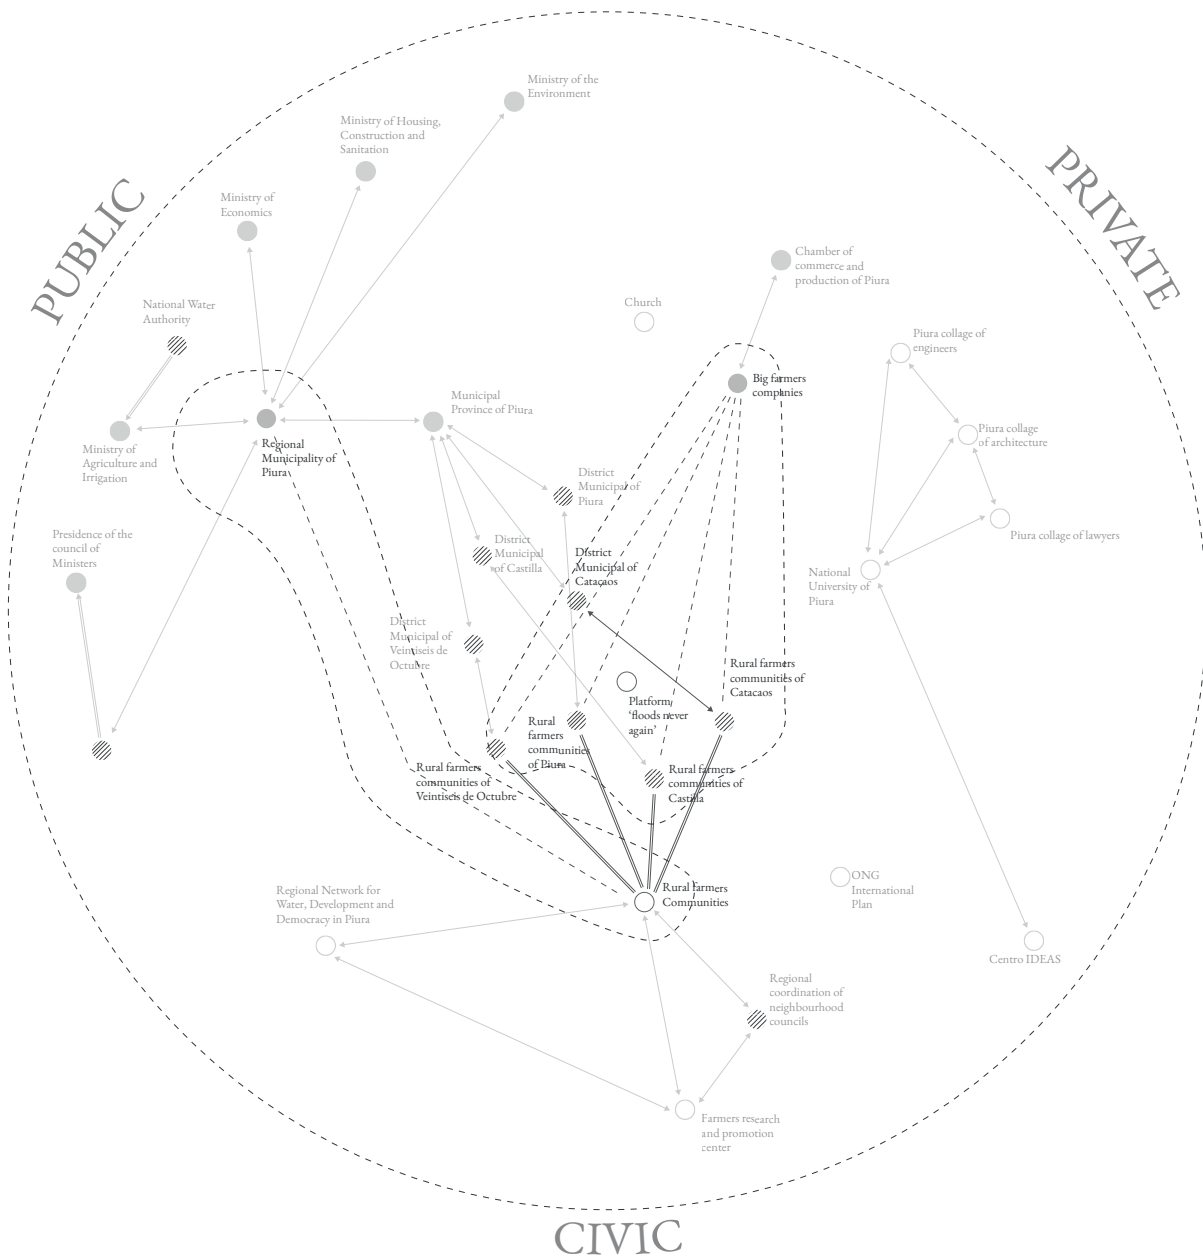 Ministry of the
Environment
Ministry of Housing,
Construction and
Sanitation
PUBLIC
PRIVATE
Ministry of
Economics
Chamber of
commerce and
production of Piura
National Water
Authority
Church
Piura collage of
engineers
Big farmers
companies
Municipal
Province of Piura
Piura collage
of architecture
Regional
Municipality of
Piura
Ministry of
Agriculture and
Irrigation
District
Municipal of
Piura
Presidence of the
council of
Ministers
District
Municipal
of Castilla
District
Municipal of
Catacaos
Piura collage of lawyers
National
University of
Piura
District
Municipal of
Veintiseis de
Octubre
Rural farmers
communities of
Catacaos
Platform
‘floods never
again’
Rural
farmers
communities
of Piura
Rural farmers
communities of
Veintiseis de Octubre
Rural farmers
communities of
Castilla
Rural farmers
Communities
ONG
International
Plan
Regional Network for
Water, Development and
Democracy in Piura
Centro IDEAS
Regional
coordination of
neighbourhood
councils
Farmers research
and promotion
center
CIVIC